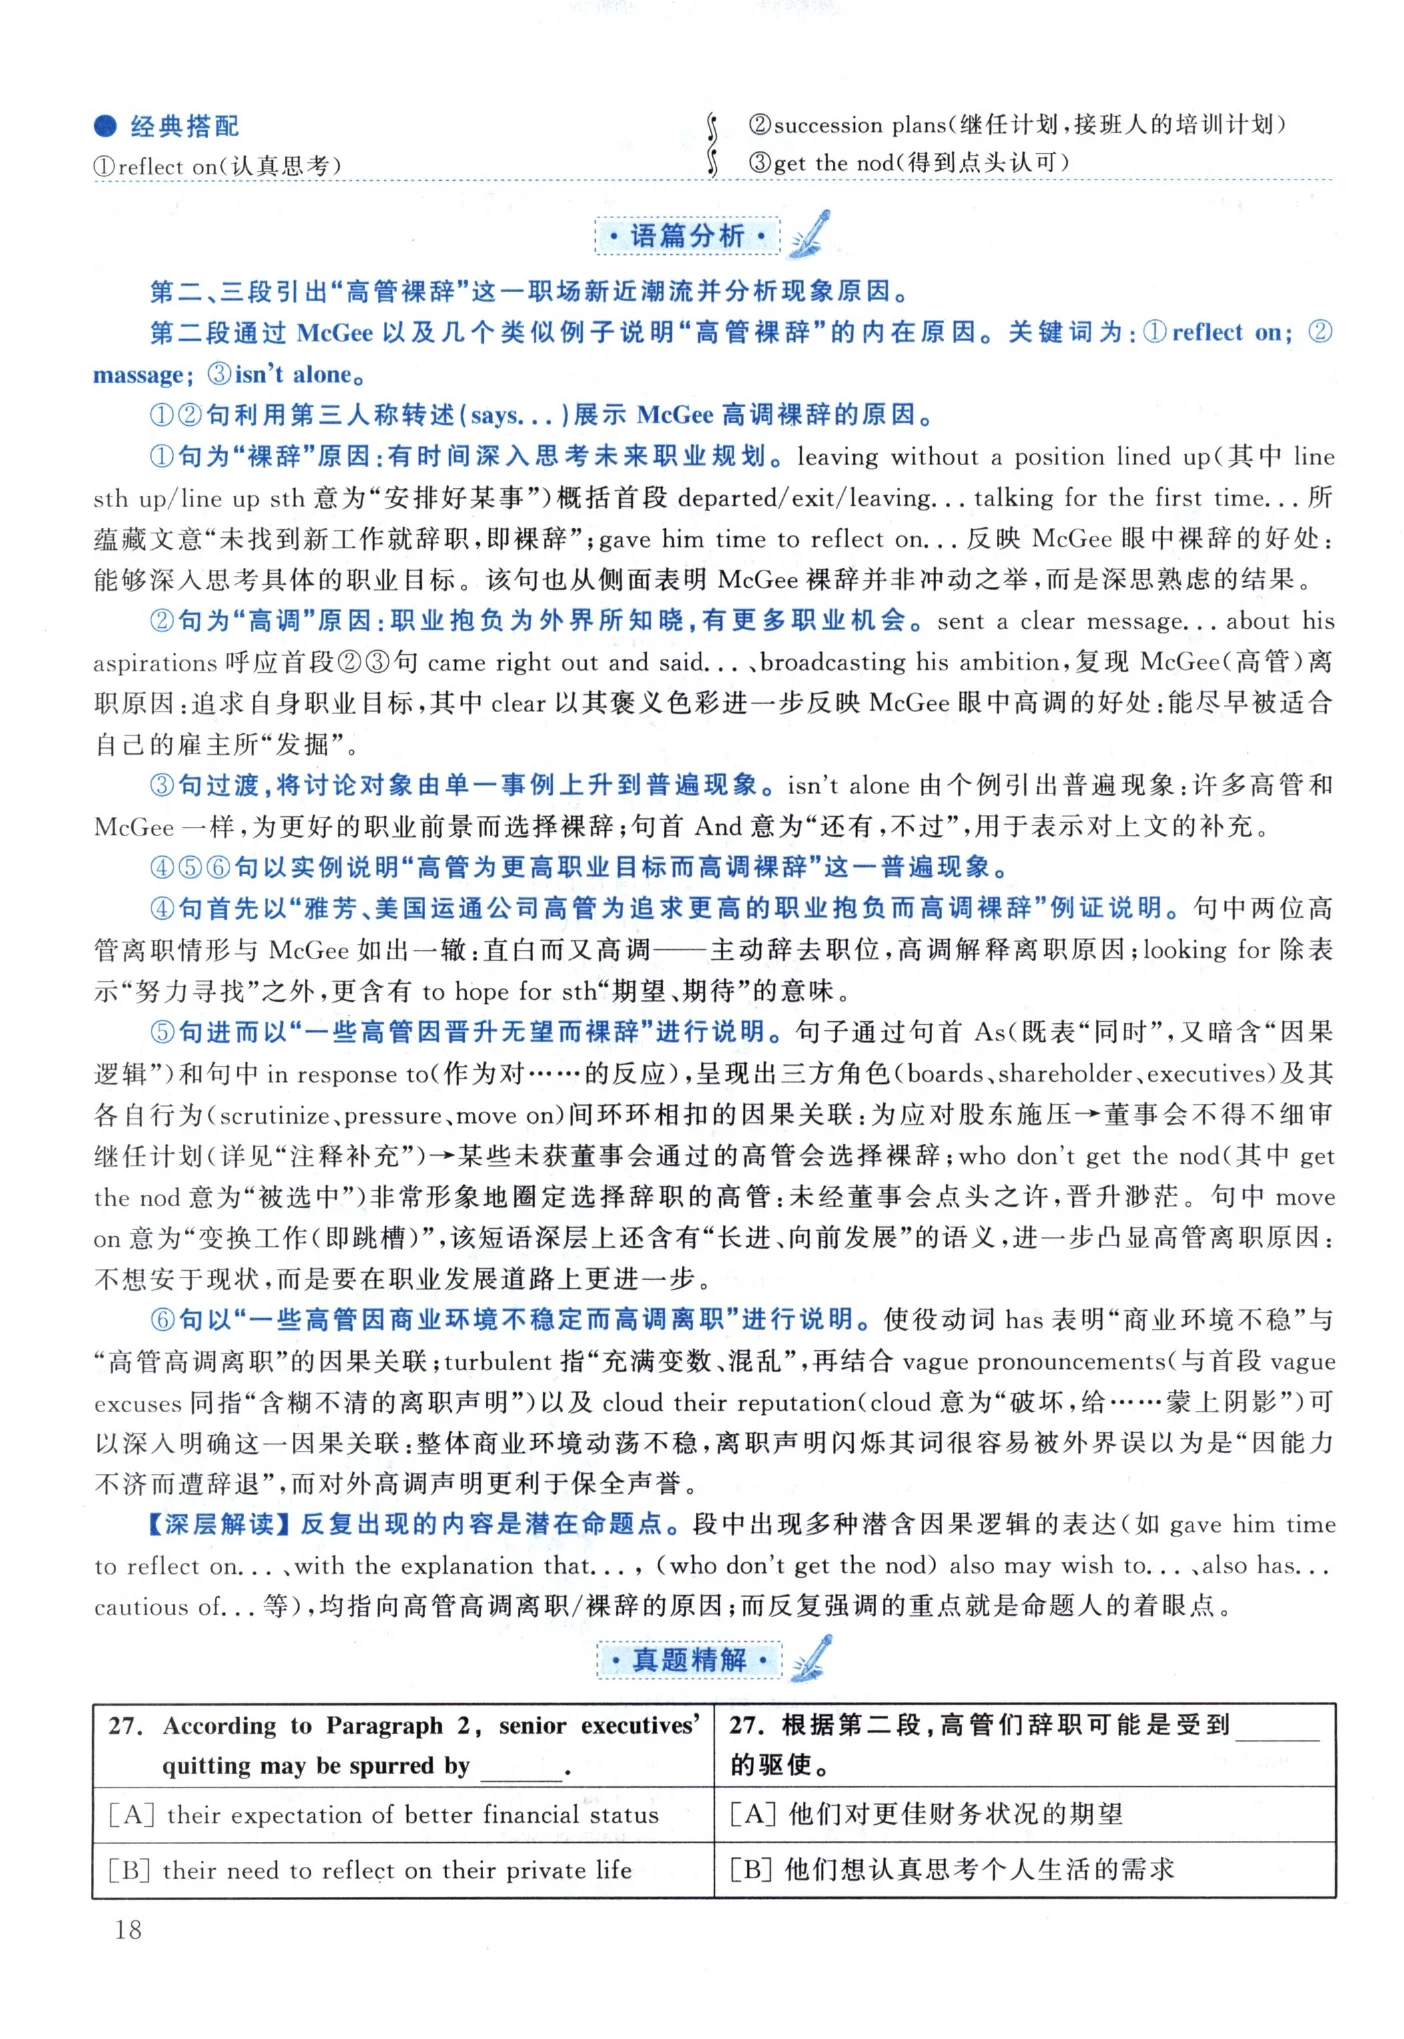 ● 经典搭配
①reflect on(认真思考)
②succession plans(继任计划,接班人的培训计划)
③get the nod(得到点头认可)
·语篇分析·
第二、三段引出“高管裸辞”这一职场新近潮流并分析现象原因。
第二段通过 McGee 以及几个类似例子说明“高管裸辞”的内在原因。关键词为:①reflect on; ②
massage; ③isn't alone。
①②句利用第三人称转述(says...)展示 McGee 高调裸辞的原因。
①句为“裸辞”原因:有时间深入思考未来职业规划。leaving without a position lined up(其中 line
sth up/line up sth 意为“安排好某事”)概括首段 departed/exit/leaving... talking for the first time... 所
蕴藏文意“未找到新工作就辞职,即裸辞”;gave him time to reflect on... 反映 McGee 眼中裸辞的好处:
能够深入思考具体的职业目标。该句也从侧面表明 McGee 裸辞并非冲动之举,而是深思熟虑的结果。
②句为“高调”原因:职业抱负为外界所知晓,有更多职业机会。sent a clear message... about his
aspirations 呼应首段②③句 came right out and said... 、broadcasting his ambition,复现 McGee(高管)离
职原因:追求自身职业目标,其中 clear 以其褒义色彩进一步反映 McGee 眼中高调的好处:能尽早被适合
自己的雇主所“发掘”。
③句过渡,将讨论对象由单一事例上升到普遍现象。isn't alone 由个例引出普遍现象:许多高管和
McGee 一样,为更好的职业前景而选择裸辞;句首 And 意为“还有,不过”,用于表示对上文的补充。
④⑤⑥句以实例说明“高管为更高职业目标而高调裸辞”这一普遍现象。
④句首先以“雅芳、美国运通公司高管为追求更高的职业抱负而高调裸辞”例证说明。句中两位高
管离职情形与 McGee 如出一辙:直白而又高调——主动辞去职位,高调解释离职原因;looking for 除表
示“努力寻找”之外,更含有 to hope for sth“期望、期待”的意味。
⑤句进而以“一些高管因晋升无望而裸辞”进行说明。句子通过句首 As(既表“同时”,又暗含“因果
逻辑”)和句中 in response to(作为对……的反应),呈现出三方角色(boards、shareholder、executives)及其
各自行为(scrutinize、pressure、move on)间环环相扣的因果关联:为应对股东施压→董事会不得不细审
继任计划(详见“注释补充”)→某些未获董事会通过的高管会选择裸辞;who don't get the nod(其中 get
the nod 意为“被选中”)非常形象地圈定选择辞职的高管:未经董事会点头之许,晋升渺茫。句中 move
on 意为“变换工作(即跳槽)”,该短语深层上还含有“长进、向前发展”的语义,进一步凸显高管离职原因:
不想安于现状,而是要在职业发展道路上更进一步。
⑥句以“一些高管因商业环境不稳定而高调离职”进行说明。使役动词 has 表明“商业环境不稳”与
“高管高调离职”的因果关联;turbulent 指“充满变数、混乱”,再结合 vague pronouncements(与首段 vague
excuses 同指“含糊不清的离职声明”)以及 cloud their reputation(cloud 意为“破坏,给……蒙上阴影”)可
以深入明确这一因果关联:整体商业环境动荡不稳,离职声明闪烁其词很容易被外界误以为是“因能力
不济而遭辞退”,而对外高调声明更利于保全声誉。
【深层解读】反复出现的内容是潜在命题点。段中出现多种潜含因果逻辑的表达(如 gave him time
to reflect on... 、with the explanation that... , (who don't get the nod) also may wish to... 、also has...
cautious of... 等),均指向高管高调离职/裸辞的原因;而反复强调的重点就是命题人的着眼点。
·真题精解·
27. According to Paragraph 2, senior executives'
quitting may be spurred by ______.
27. 根据第二段,高管们辞职可能是受到______
的驱使。
[A] their expectation of better financial status
[A] 他们对更佳财务状况的期望
[B] their need to reflect on their private life
[B] 他们想认真思考个人生活的需求
18